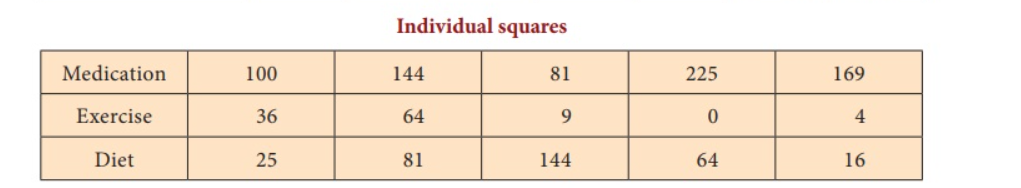 Individual squares
Medication 100 144 81 225 169
Exercise 36 64 9 0 4
Diet 25 81 144 64 16